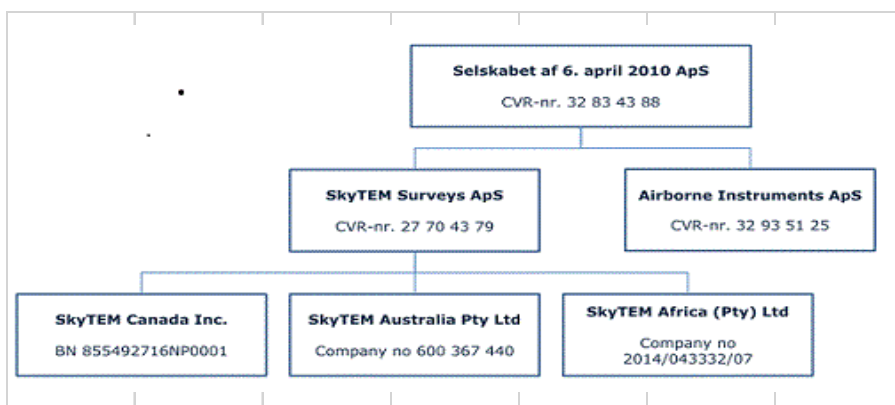 Selskabet af 6. april 2010 ApS
CVR-nr. 32 83 43 88
SkyTEM Surveys ApS
CVR-nr. 27 70 43 79
Airborne Instruments ApS
CVR-nr. 32 93 51 25
SkyTEM Canada Inc.
BN 855492716NP0001
SkyTEM Australia Pty Ltd
Company no 600 367 440
SkyTEM Africa (Pty) Ltd
Company no
2014/043332/07